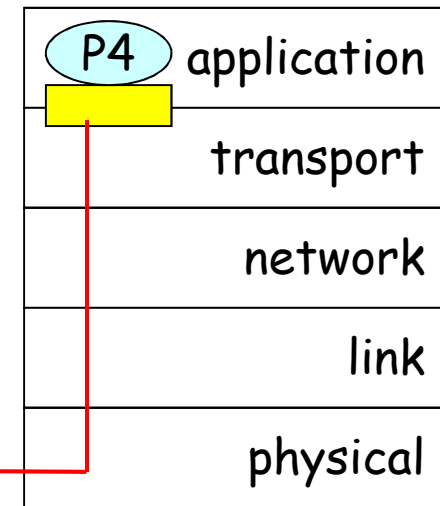 P4 application
transport
network
link
physical